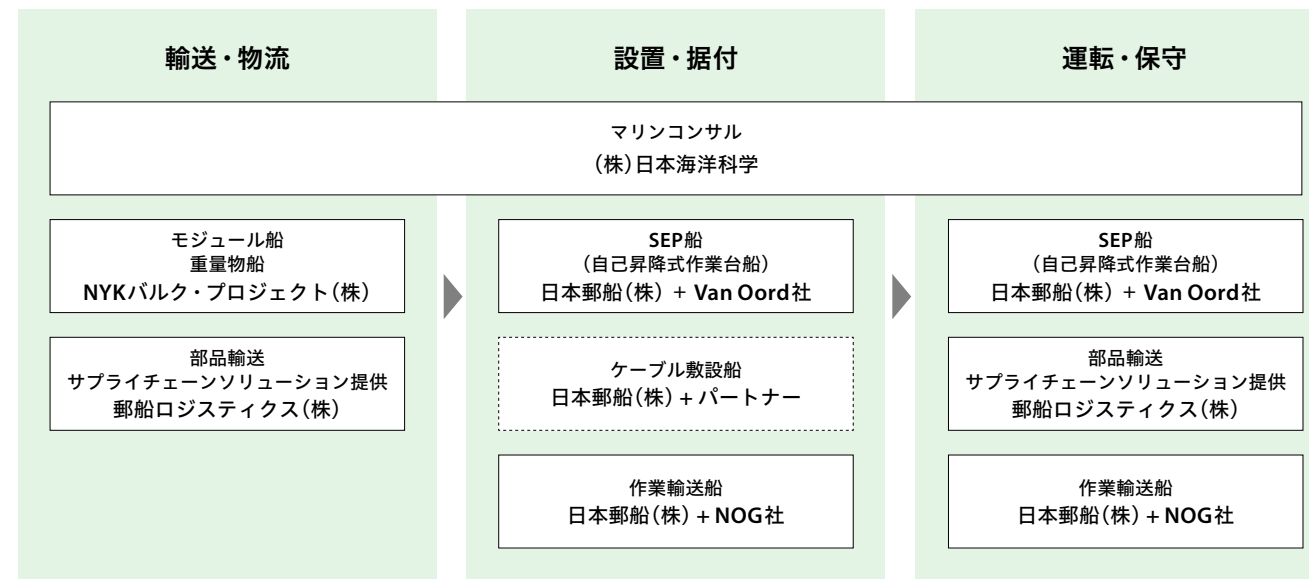 輸送・物流
設置・据付
運転・保守
マリンコンサル
(株)日本海洋科学
モジュール船
重量物船
NYKバルク・プロジェクト(株)
部品輸送
サプライチェーンソリューション提供
郵船ロジスティクス(株)
SEP船
(自己昇降式作業台船)
日本郵船(株) + Van Oord社
ケーブル敷設船
日本郵船(株) + パートナー
作業輸送船
日本郵船(株) + NOG社
SEP船
(自己昇降式作業台船)
日本郵船(株) + Van Oord社
部品輸送
サプライチェーンソリューション提供
郵船ロジスティクス(株)
作業輸送船
日本郵船(株) + NOG社